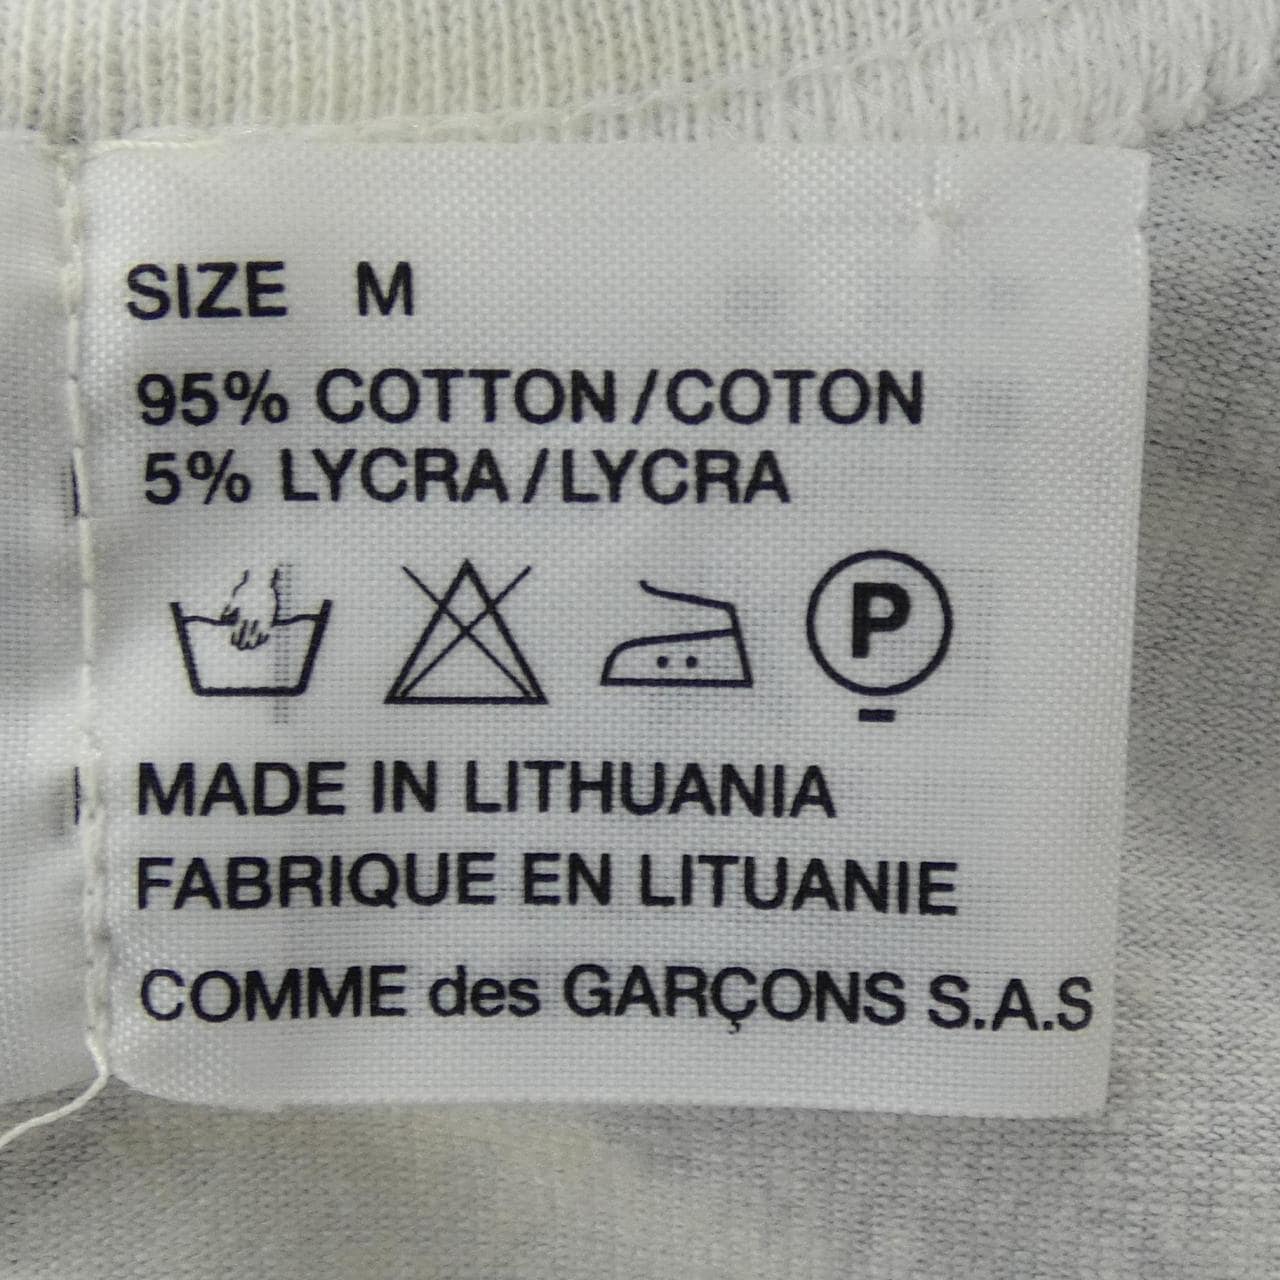 SIZE M
95% COTTON/COTON
5% LYCRA/LYCRA
P
MADE IN LITHUANIA
FABRIQUE EN LITUANIE
COMME des GARÇONS S.A.S